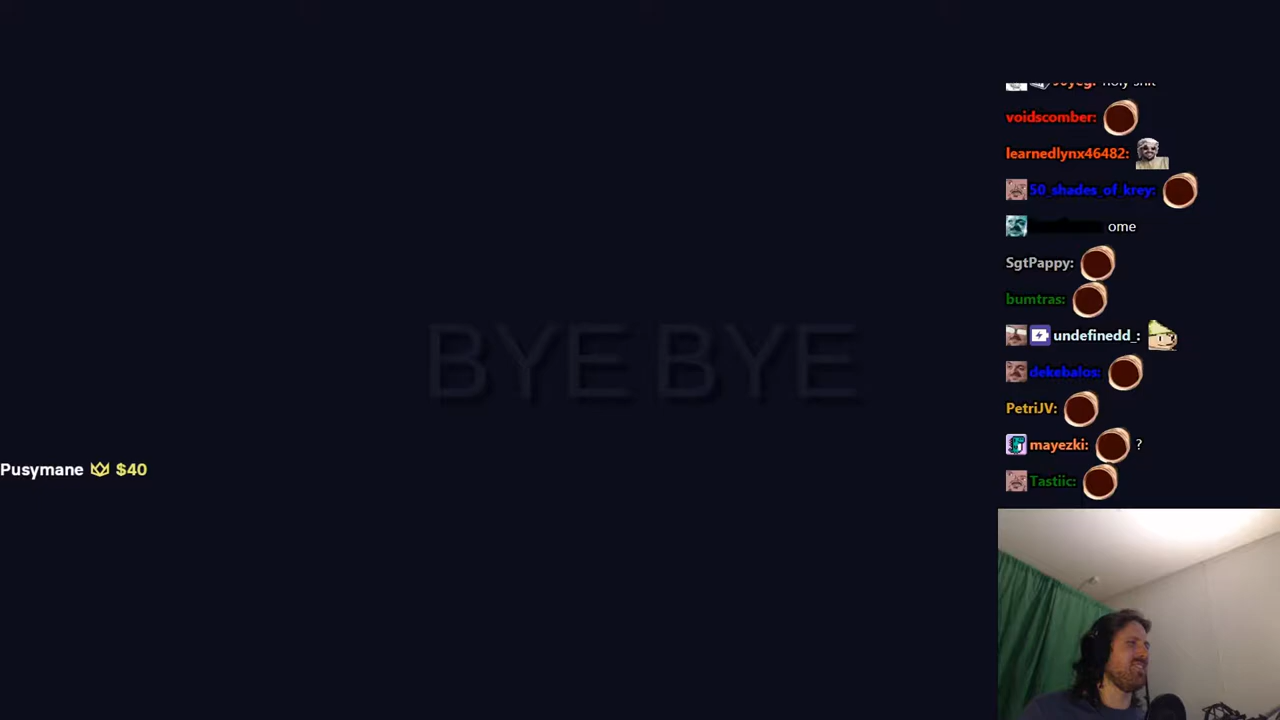 voidscomber:
learnedlynx46482:
50_shades_of_krey:
ome
SgtPappy:
bumtras:
undefinedd_:
BYE BYE
dekebalos:
PetriJV:
mayezki: ?
Pusymane $40
Tastiic: